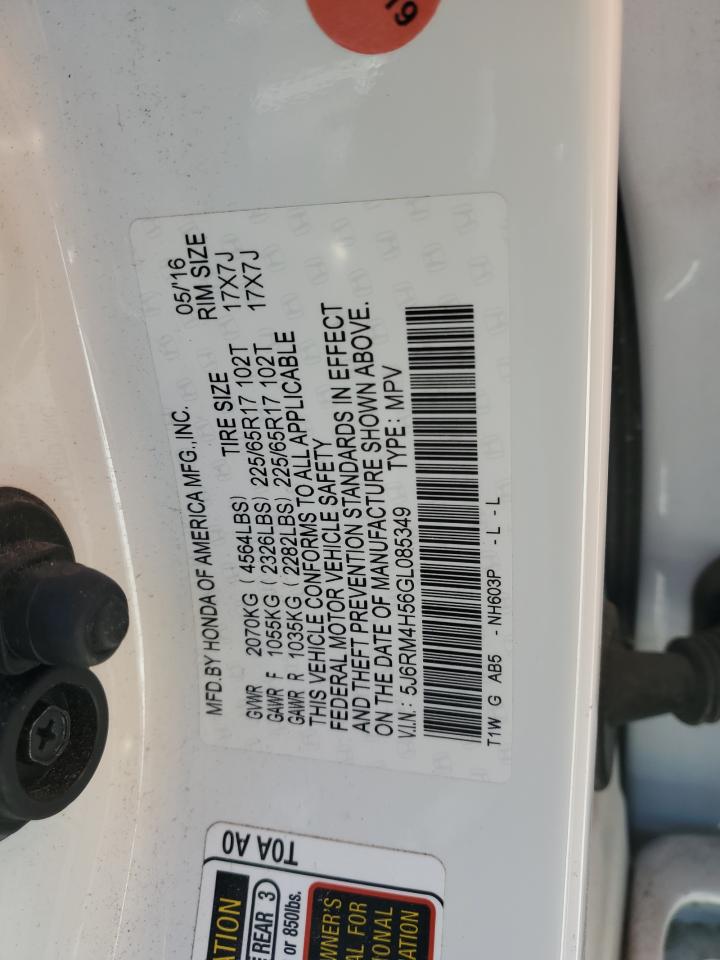 19
MFD.BY HONDA OF AMERICA MFG.,INC. 05/'16
TIRE SIZE RIM SIZE
GVWR 2070KG ( 4564LBS)
GAWR F 1055KG ( 2326LBS) 225/65R17 102T 17X7J
GAWR R 1035KG ( 2282LBS) 225/65R17 102T 17X7J
THIS VEHICLE CONFORMS TO ALL APPLICABLE
FEDERAL MOTOR VEHICLE SAFETY
AND THEFT PREVENTION STANDARDS IN EFFECT
ON THE DATE OF MANUFACTURE SHOWN ABOVE.
V.I.N.: 5J6RM4H56GL085349 TYPE: MPV
T1W G AB5 - NH603P - L - L
T0A A0
REAR 3
or 850lbs.
FOR